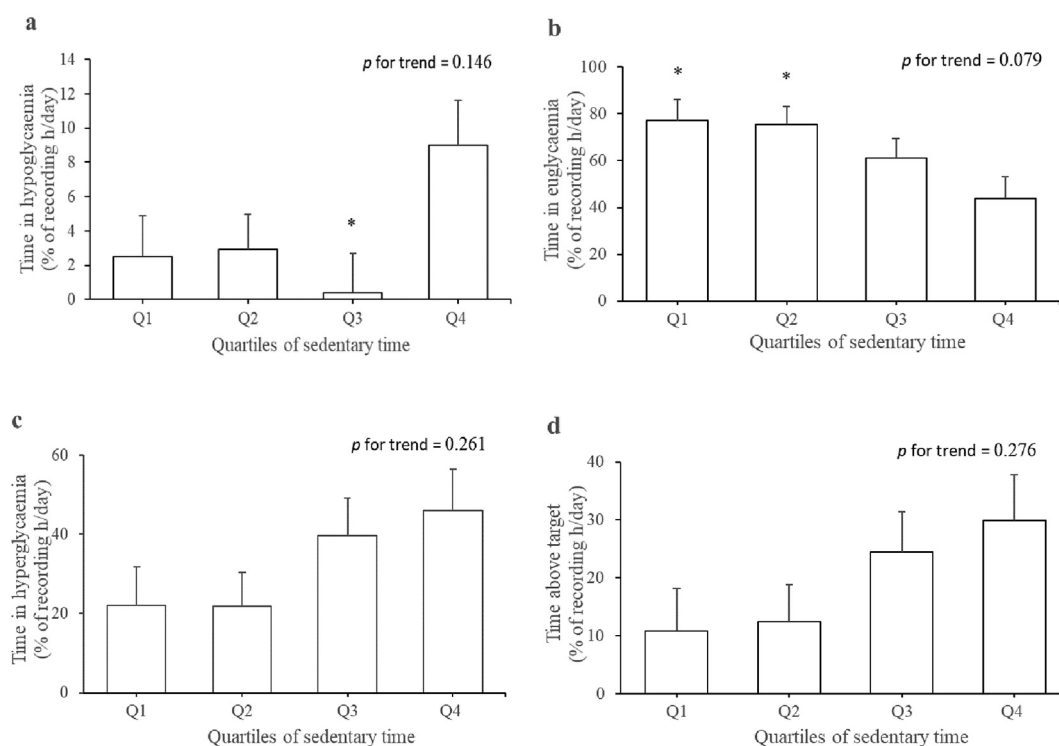 a
p for trend = 0.146
Time in hypoglycaemia
(% of recording h/day)
14
12
10
8
6
4
2
0
*
Q1 Q2 Q3 Q4
Quartiles of sedentary time
b
p for trend = 0.079
Time in euglycaemia
(% of recording h/day)
100
80
60
40
20
0
* *
Q1 Q2 Q3 Q4
Quartiles of sedentary time
c
p for trend = 0.261
Time in hyperglycaemia
(% of recording h/day)
60
40
20
0
Q1 Q2 Q3 Q4
Quartiles of sedentary time
d
p for trend = 0.276
Time above target
(% of recording h/day)
40
30
20
10
0
Q1 Q2 Q3 Q4
Quartiles of sedentary time